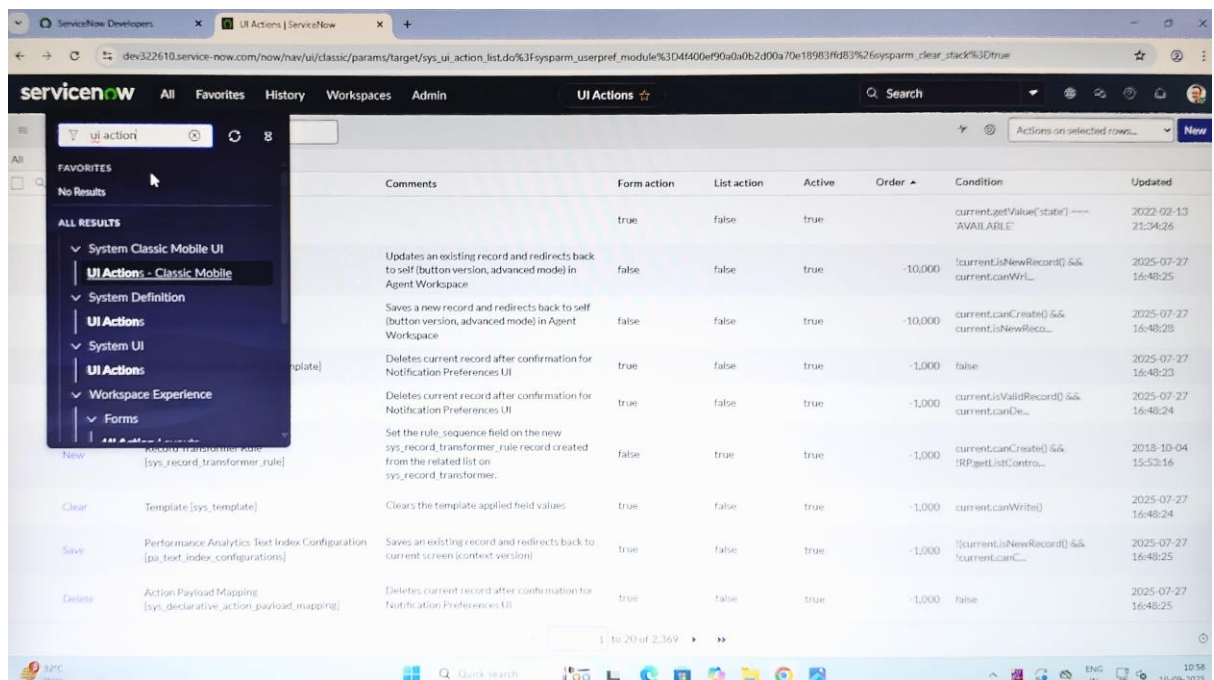 ServiceNow Developers
UI Actions | ServiceNow
dev322610.service-now.com/now/nav/ui/classic/params/target/sys_ui_action_list.do%3Fsysparm_userpref_module%3D4f400ef90a0a0b2d00a70e18983ffd83%26sysparm_clear_stack%3Dtrue
servicenow All Favorites History Workspaces Admin UI Actions Search
ui action
Actions on selected rows... New
All
FAVORITES
No Results
ALL RESULTS
System Classic Mobile UI
UI Actions - Classic Mobile
System Definition
UI Actions
System UI
UI Actions
Workspace Experience
Forms
Comments Form action List action Active Order Condition Updated
true false true current.getValue('state') === 2022-02-13
'AVAILABLE' 21:34:26
Updates an existing record and redirects back
to self (button version, advanced mode) in
Agent Workspace
false false true -10,000 !current.isNewRecord() && 2025-07-27
current.canWri... 16:48:25
Saves a new record and redirects back to self
(button version, advanced mode) in Agent
Workspace
false false true -10,000 current.canCreate() && 2025-07-27
current.isNewReco... 16:48:28
nplate] Deletes current record after confirmation for
Notification Preferences UI
true false true -1,000 false 2025-07-27
16:48:23
Deletes current record after confirmation for
Notification Preferences UI
true false true -1,000 current.isValidRecord() && 2025-07-27
current.canDe... 16:48:24
New Record Transformer Rule
[sys_record_transformer_rule]
Set the rule_sequence field on the new
sys_record_transformer_rule record created
from the related list on
sys_record_transformer.
false true true -1,000 current.canCreate() && 2018-10-04
!RP.getListContro... 15:53:16
Clear Template [sys_template] Clears the template applied field values true false true -1,000 current.canWrite() 2025-07-27
16:48:24
Save Performance Analytics Text Index Configuration
[pa_text_index_configurations]
Saves an existing record and redirects back to
current screen (context version)
true false true -1,000 !(current.isNewRecord() && 2025-07-27
!current.canC... 16:48:25
Delete Action Payload Mapping
[sys_declarative_action_payload_mapping]
Deletes current record after confirmation for
Notification Preferences UI
true false true -1,000 false 2025-07-27
16:48:25
1 to 20 of 2,369
32°C
Quick search
ENG
10:58
10-09-2025